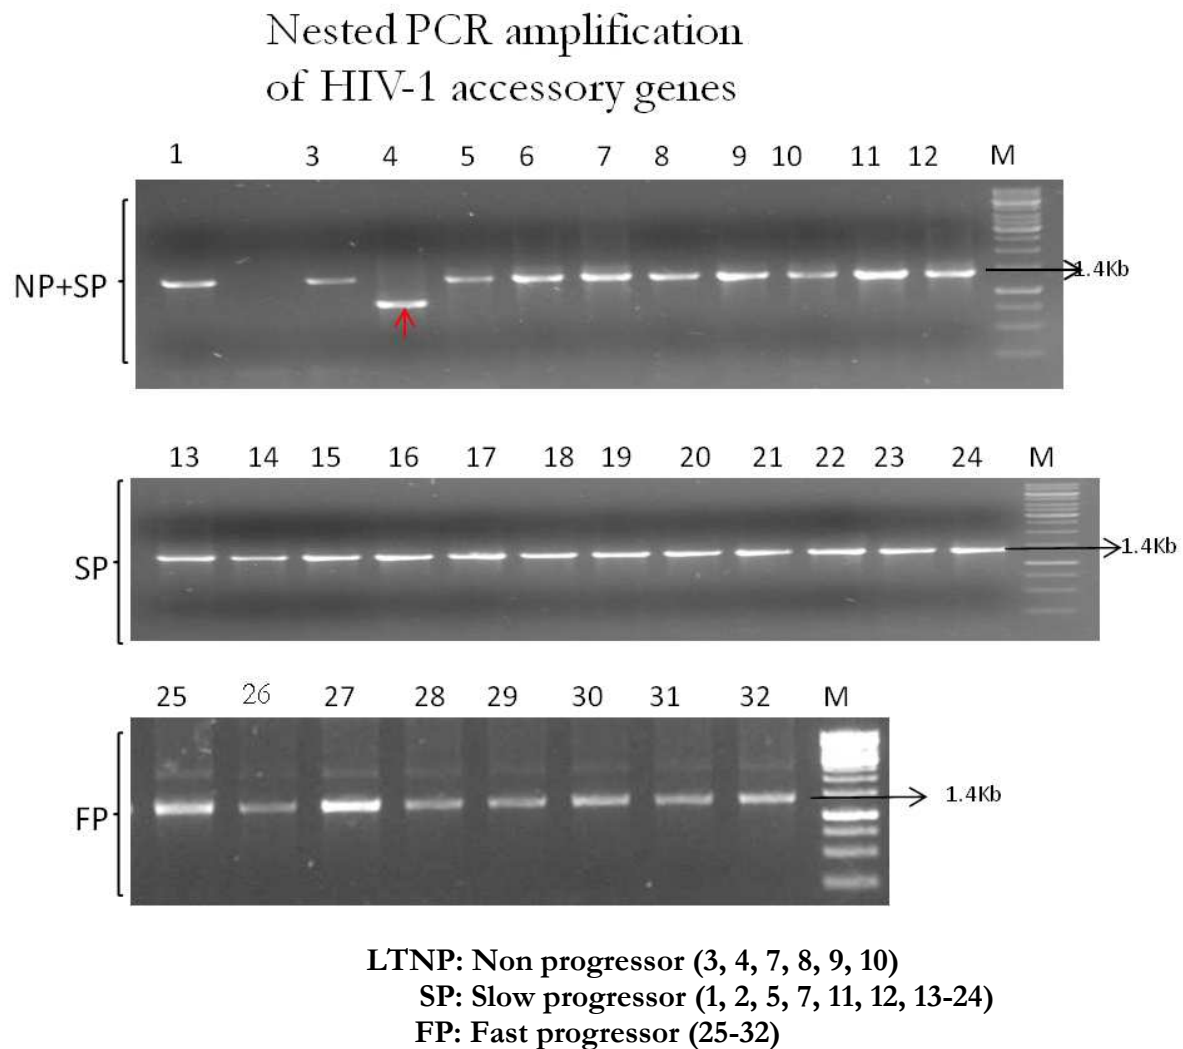 Nested PCR amplification
of HIV-1 accessory genes
1 3 4 5 6 7 8 9 10 11 12 M
NP+SP
1.4Kb
13 14 15 16 17 18 19 20 21 22 23 24 M
SP
1.4Kb
25 26 27 28 29 30 31 32 M
FP
1.4Kb
LTNP: Non progressor (3, 4, 7, 8, 9, 10)
SP: Slow progressor (1, 2, 5, 7, 11, 12, 13-24)
FP: Fast progressor (25-32)